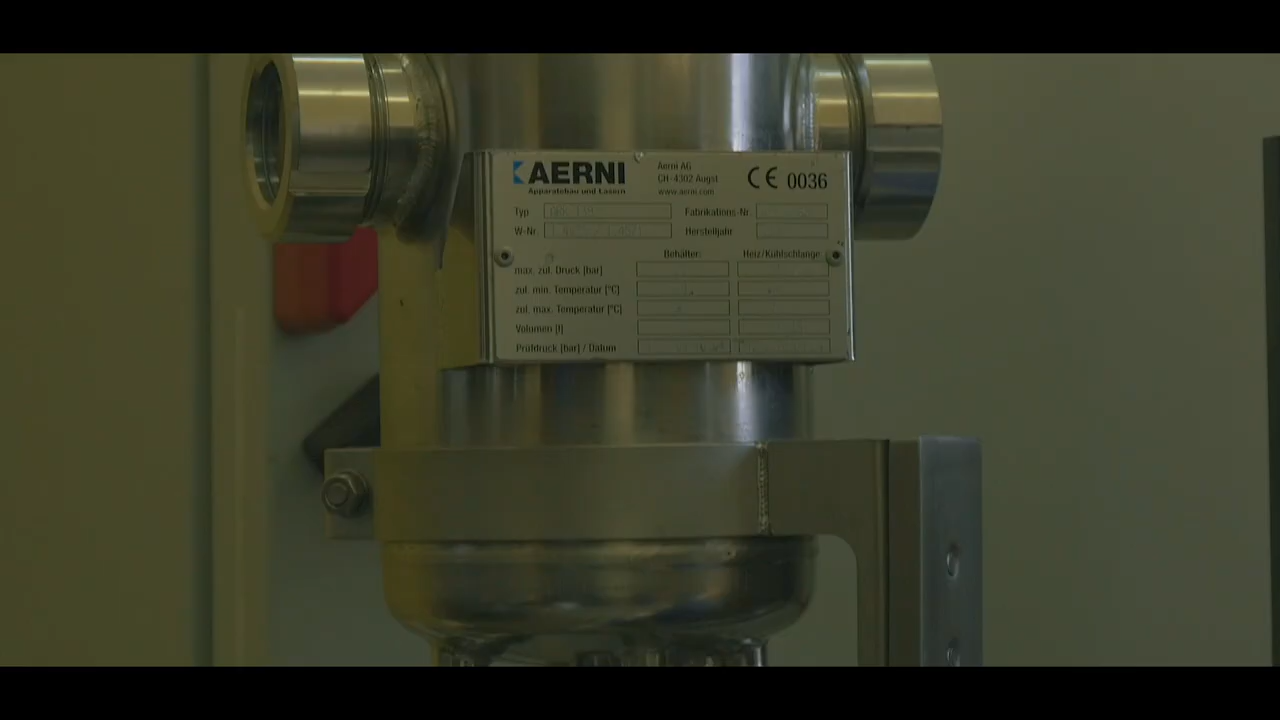 AERNI
Apparatebau und Lasern
Aerni AG
CH-4302 Augst
www.aerni.com
CE 0036
Typ
Fabrikations-Nr.
W-Nr.
Herstelljahr
Behälter:
Heiz/Kühlschlange
max. zul. Druck [bar]
zul. min. Temperatur [°C]
zul. max. Temperatur [°C]
Volumen [l]
Prüfdruck [bar] / Datum